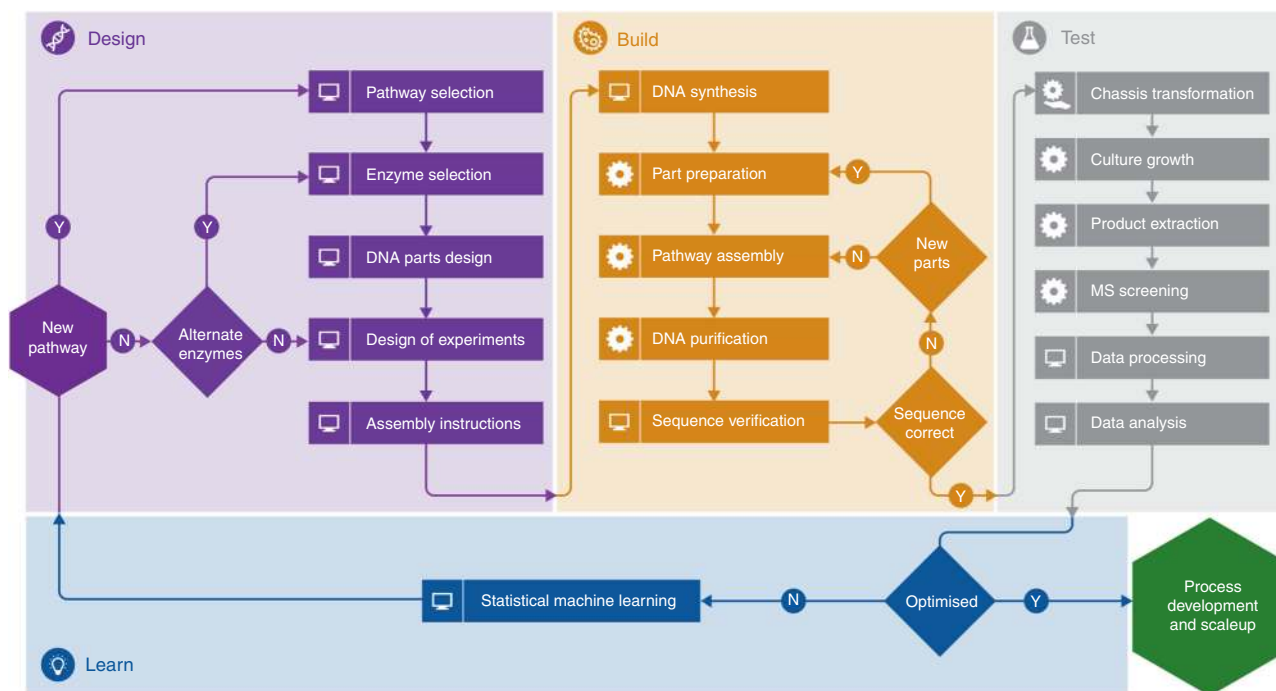 Design
Pathway selection
Enzyme selection
DNA parts design
Design of experiments
Assembly instructions
Y
Y
New
pathway
N
Alternate
enzymes
N
Build
DNA synthesis
Part preparation
Pathway assembly
DNA purification
Sequence verification
Y
N
New
parts
N
Sequence
correct
Y
Test
Chassis transformation
Culture growth
Product extraction
MS screening
Data processing
Data analysis
Statistical machine learning
N
Optimised
Y
Process
development
and scaleup
Learn